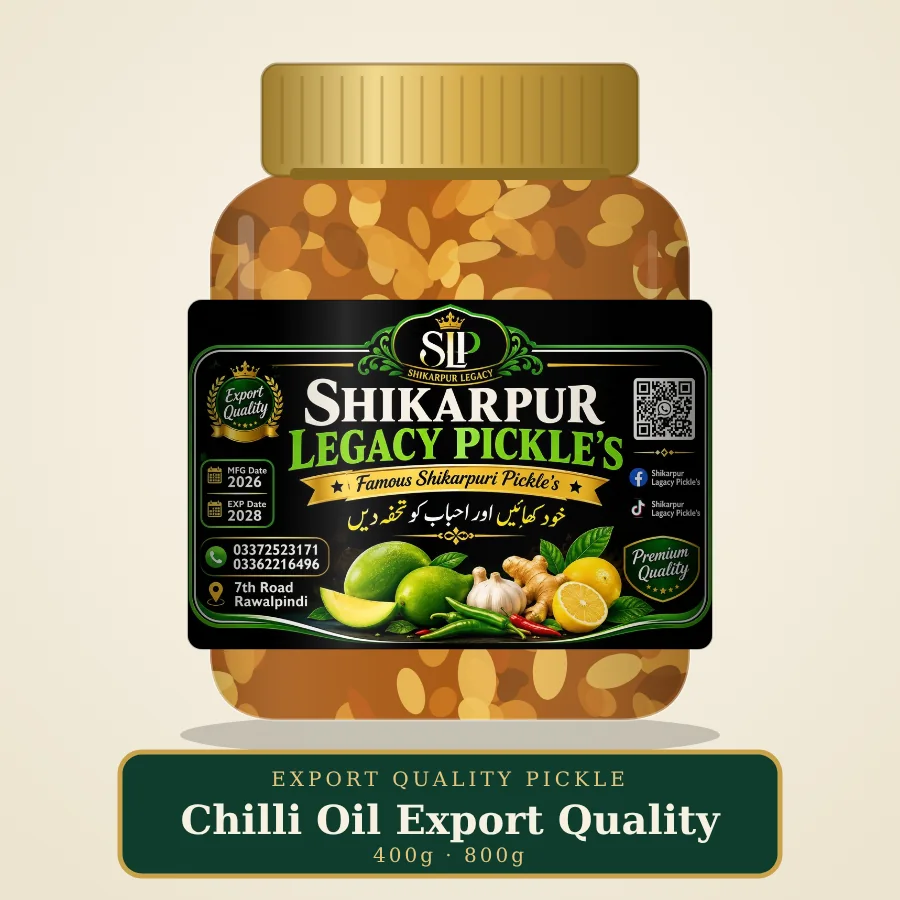 SLP
SHIKARPUR LEGACY
SHIKARPUR
LEGACY PICKLE'S
Famous Shikarpuri Pickle's
خود کھائیں اور احباب کو تحفہ دیں
Export
Quality
MFG Date
2026
EXP Date
2028
03372523171
03362216496
7th Road
Rawalpindi
Shikarpur
Legacy Pickle's
Shikarpur
Legacy Pickle's
Premium
Quality
EXPORT QUALITY PICKLE
Chilli Oil Export Quality
400g · 800g